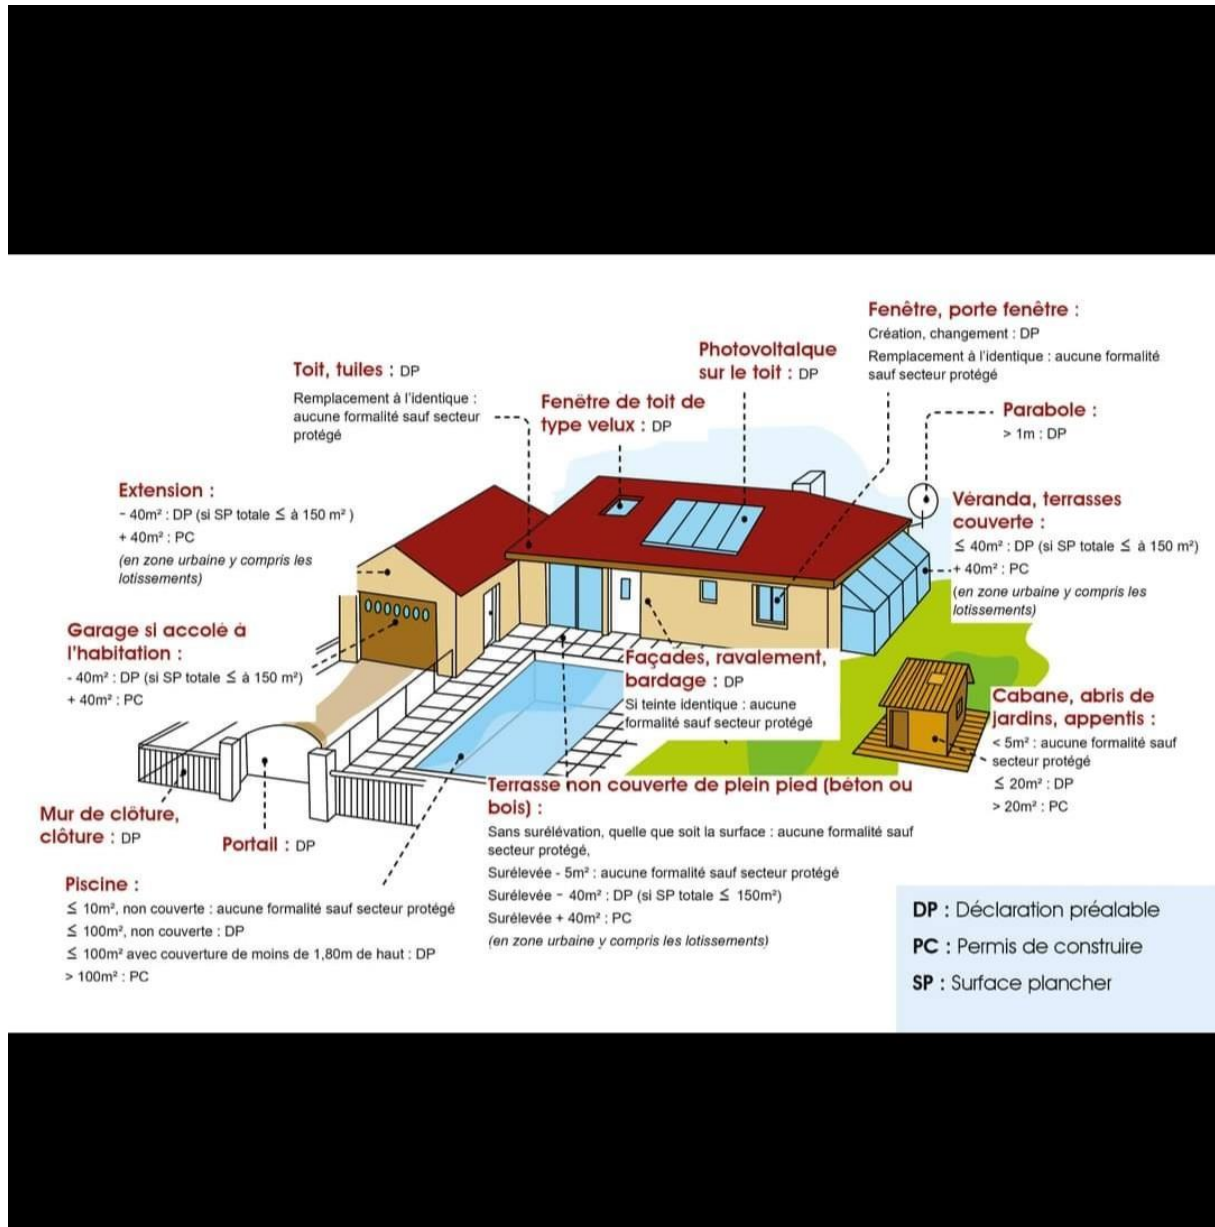 Fenêtre, porte fenêtre :
Création, changement : DP
Remplacement à l'identique : aucune formalité
sauf secteur protégé
Photovoltaïque
sur le toit : DP
Toit, tuiles : DP
Remplacement à l'identique :
aucune formalité sauf secteur
protégé
Fenêtre de toit de
type velux : DP
Parabole :
> 1m : DP
Extension :
- 40m² : DP (si SP totale ≤ à 150 m² )
+ 40m² : PC
(en zone urbaine y compris les
lotissements)
Véranda, terrasses
couverte :
≤ 40m² : DP (si SP totale ≤ à 150 m²)
+ 40m² : PC
(en zone urbaine y compris les
lotissements)
Garage si accolé à
l'habitation :
- 40m² : DP (si SP totale ≤ à 150 m²)
+ 40m² : PC
Façades, ravalement,
bardage : DP
Si teinte identique : aucune
formalité sauf secteur protégé
Cabane, abris de
jardins, appentis :
< 5m² : aucune formalité sauf
secteur protégé
≤ 20m² : DP
> 20m² : PC
Mur de clôture,
clôture : DP
Portail : DP
Terrasse non couverte de plein pied (béton ou
bois) :
Sans surélévation, quelle que soit la surface : aucune formalité sauf
secteur protégé,
Surélevée - 5m² : aucune formalité sauf secteur protégé
Surélevée - 40m² : DP (si SP totale ≤ 150m²)
Surélevée + 40m² : PC
(en zone urbaine y compris les lotissements)
Piscine :
≤ 10m², non couverte : aucune formalité sauf secteur protégé
≤ 100m², non couverte : DP
≤ 100m² avec couverture de moins de 1,80m de haut : DP
> 100m² : PC
DP : Déclaration préalable
PC : Permis de construire
SP : Surface plancher